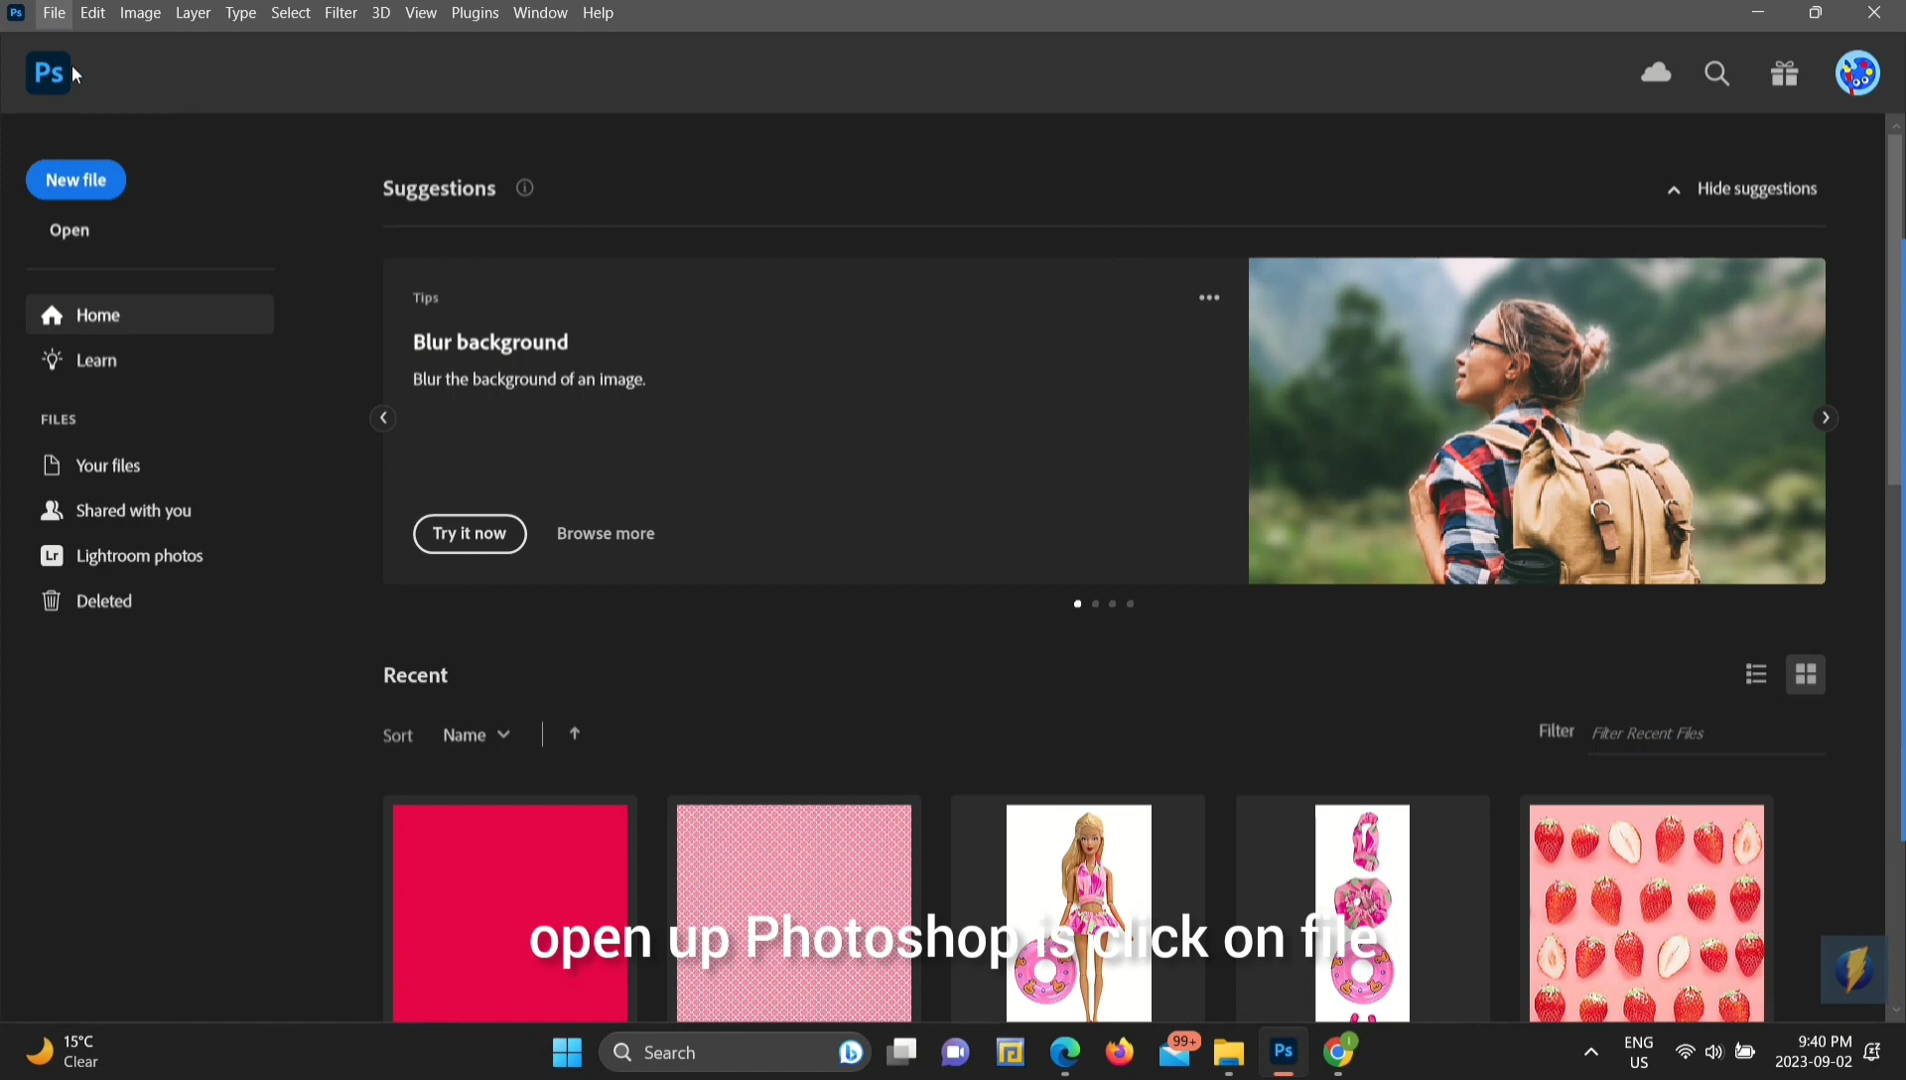 Ps File Edit Image Layer Type Select Filter 3D View Plugins Window Help
Ps
New file
Open
Home
Learn
FILES
Your files
Shared with you
Lr Lightroom photos
Deleted
Suggestions
Hide suggestions
Tips
Blur background
Blur the background of an image.
Try it now Browse more
Recent
Sort Name
Filter Filter Recent Files
open up Photoshop is click on file
15°C
Clear
Search
99+
Ps
ENG
US
9:40 PM
2023-09-02